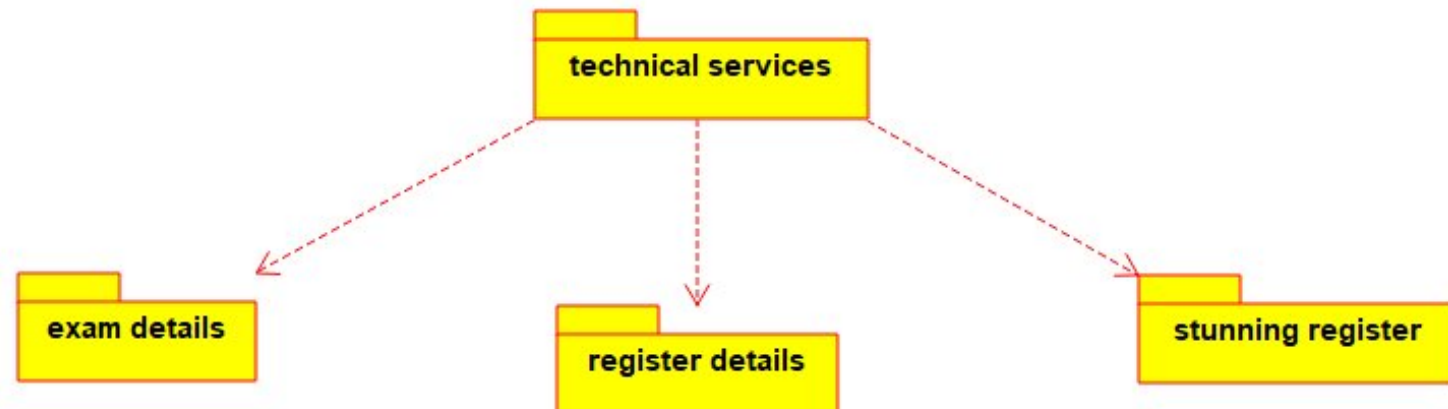 technical services
exam details
register details
stunning register